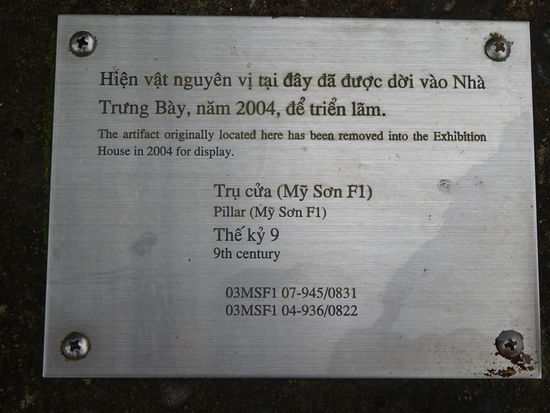 Hiện vật nguyên vị tại đây đã được dời vào Nhà
Trưng Bày, năm 2004, để triển lãm.
The artifact originally located here has been removed into the Exhibition
House in 2004 for display.
Trụ cửa (Mỹ Sơn F1)
Pillar (Mỹ Sơn F1)
Thế kỷ 9
9th century
03MSF1 07-945/0831
03MSF1 04-936/0822